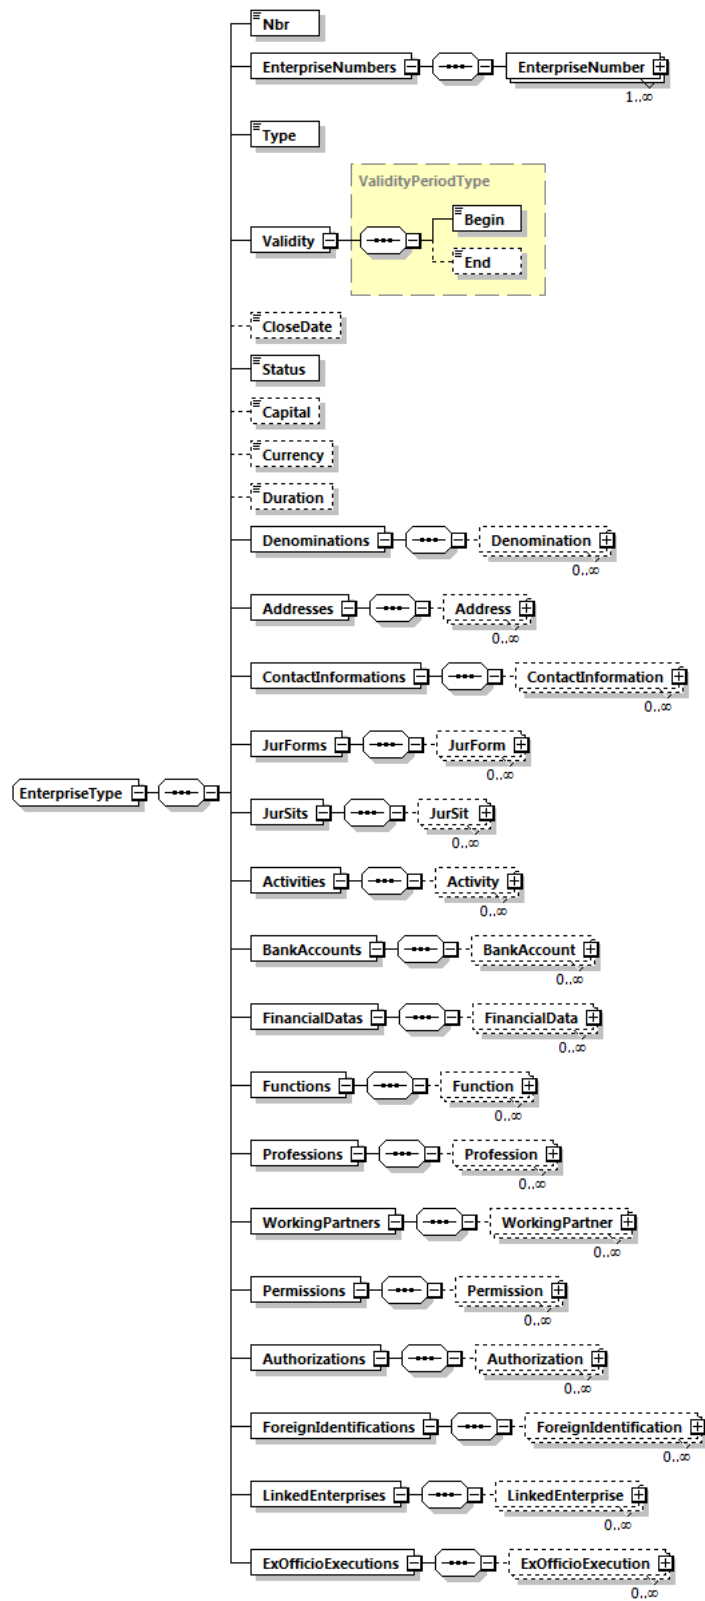 Nbr
EnterpriseNumbers EnterpriseNumber
1..∞
Type
ValidityPeriodType
Begin
Validity
End
CloseDate
Status
Capital
Currency
Duration
Denominations Denomination
0..∞
Addresses Address
0..∞
ContactInformations ContactInformation
0..∞
JurForms JurForm
0..∞
EnterpriseType
JurSits JurSit
0..∞
Activities Activity
0..∞
BankAccounts BankAccount
0..∞
FinancialDatas FinancialData
0..∞
Functions Function
0..∞
Professions Profession
0..∞
WorkingPartners WorkingPartner
0..∞
Permissions Permission
0..∞
Authorizations Authorization
0..∞
ForeignIdentifications ForeignIdentification
0..∞
LinkedEnterprises LinkedEnterprise
0..∞
ExOfficioExecutions ExOfficioExecution
0..∞